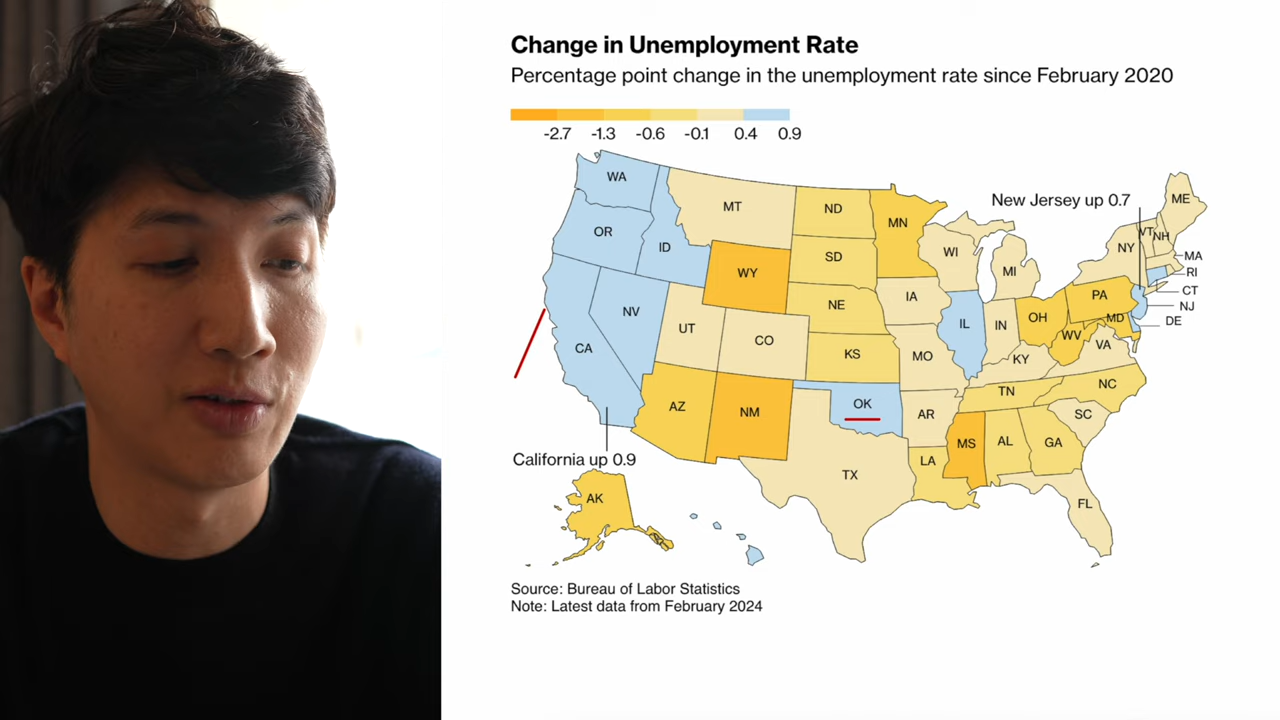 Change in Unemployment Rate
Percentage point change in the unemployment rate since February 2020
-2.7 -1.3 -0.6 -0.1 0.4 0.9
WA
MT
ND
MN
New Jersey up 0.7
ME
OR
ID
SD
WI
NY
VT
NH
MA
WY
MI
RI
NV
NE
IA
PA
CT
UT
CO
IL
IN
OH
MD
NJ
CA
KS
MO
WV
VA
DE
KY
AZ
NM
OK
AR
TN
NC
MS
AL
GA
SC
California up 0.9
TX
LA
AK
FL
Source: Bureau of Labor Statistics
Note: Latest data from February 2024